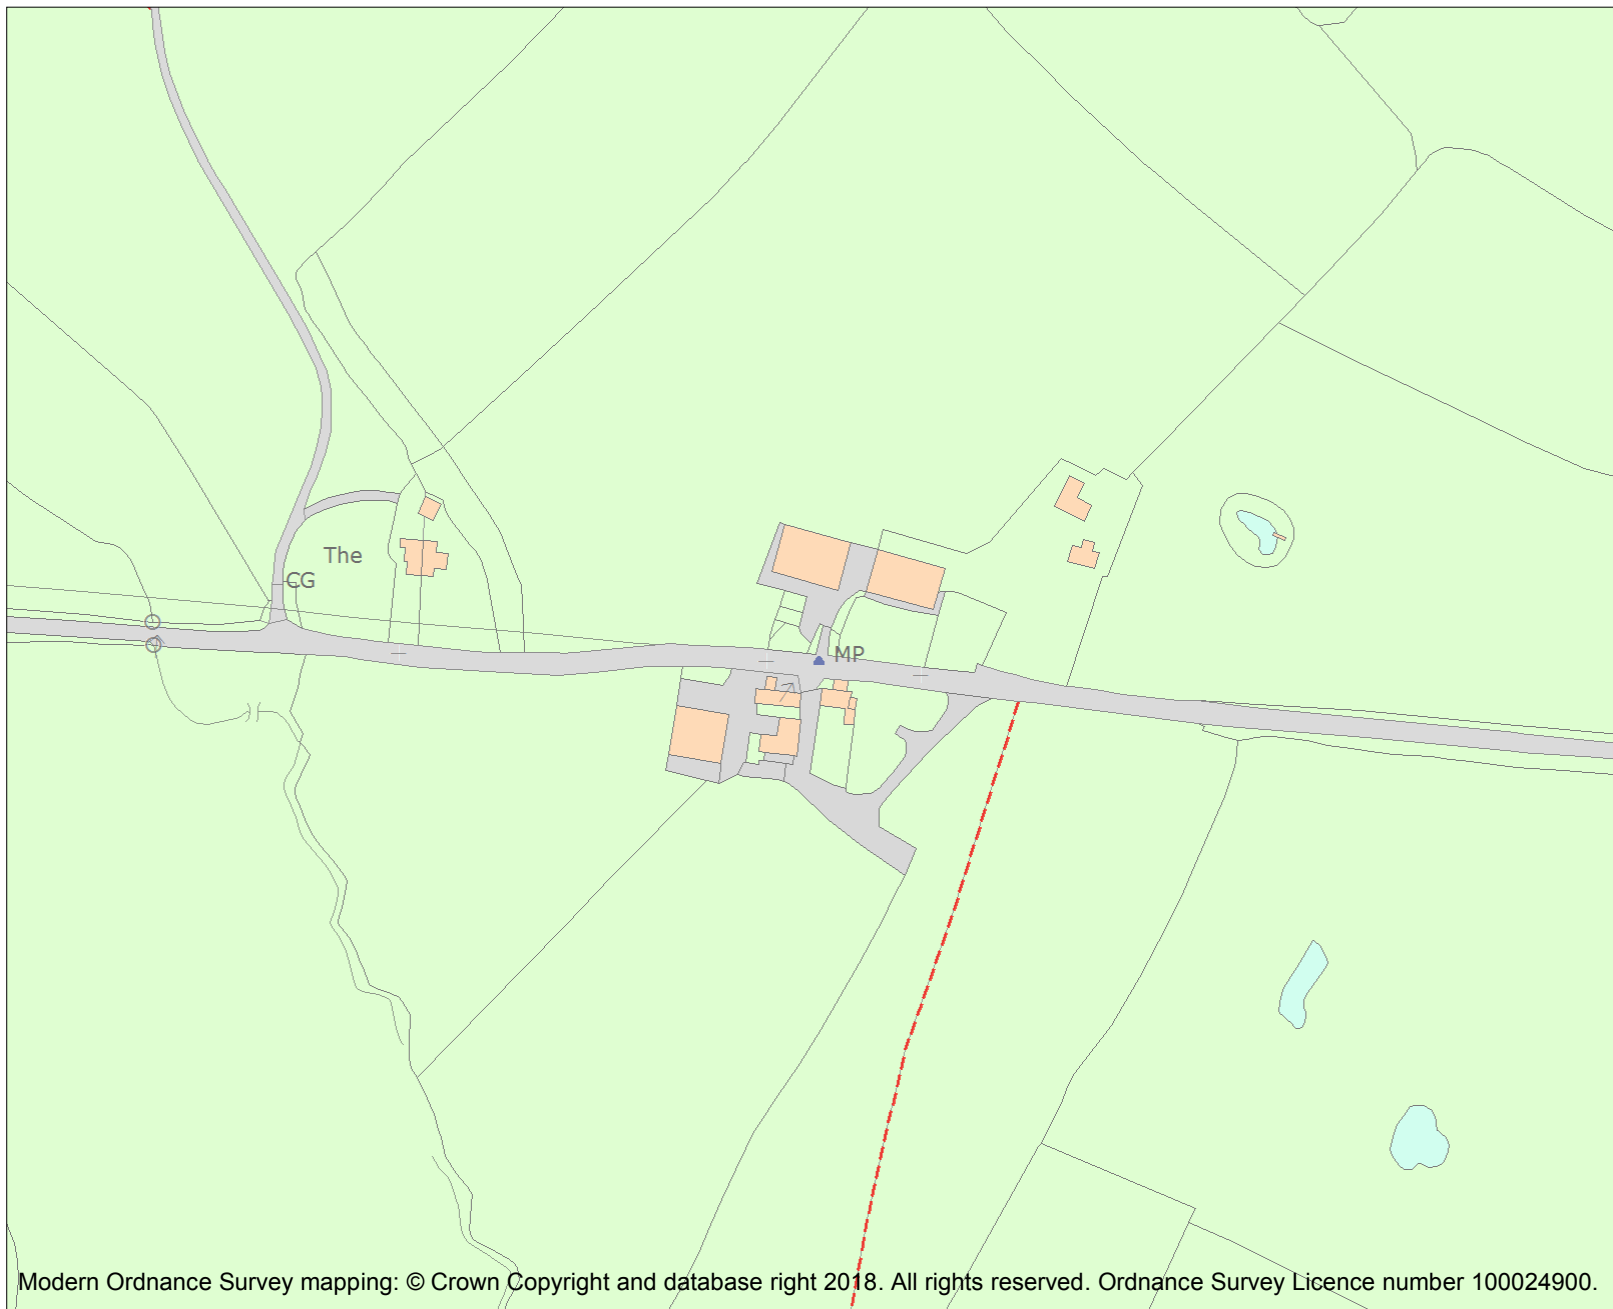 The
CG
MP
Modern Ordnance Survey mapping: © Crown Copyright and database right 2018. All rights reserved. Ordnance Survey Licence number 100024900.